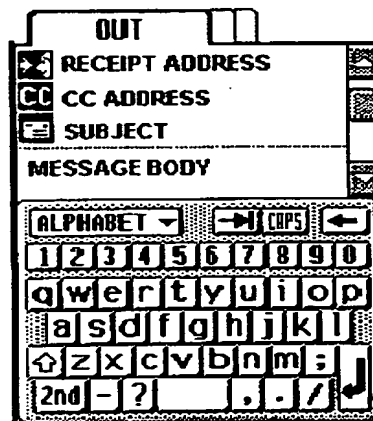 OUT
RECEIPT ADDRESS
CC CC ADDRESS
SUBJECT
MESSAGE BODY
ALPHABET CAPS
1 2 3 4 5 6 7 8 9 0
q w e r t y u i o p
a s d f g h j k l
z x c v b n m ;
2nd - ? , . /